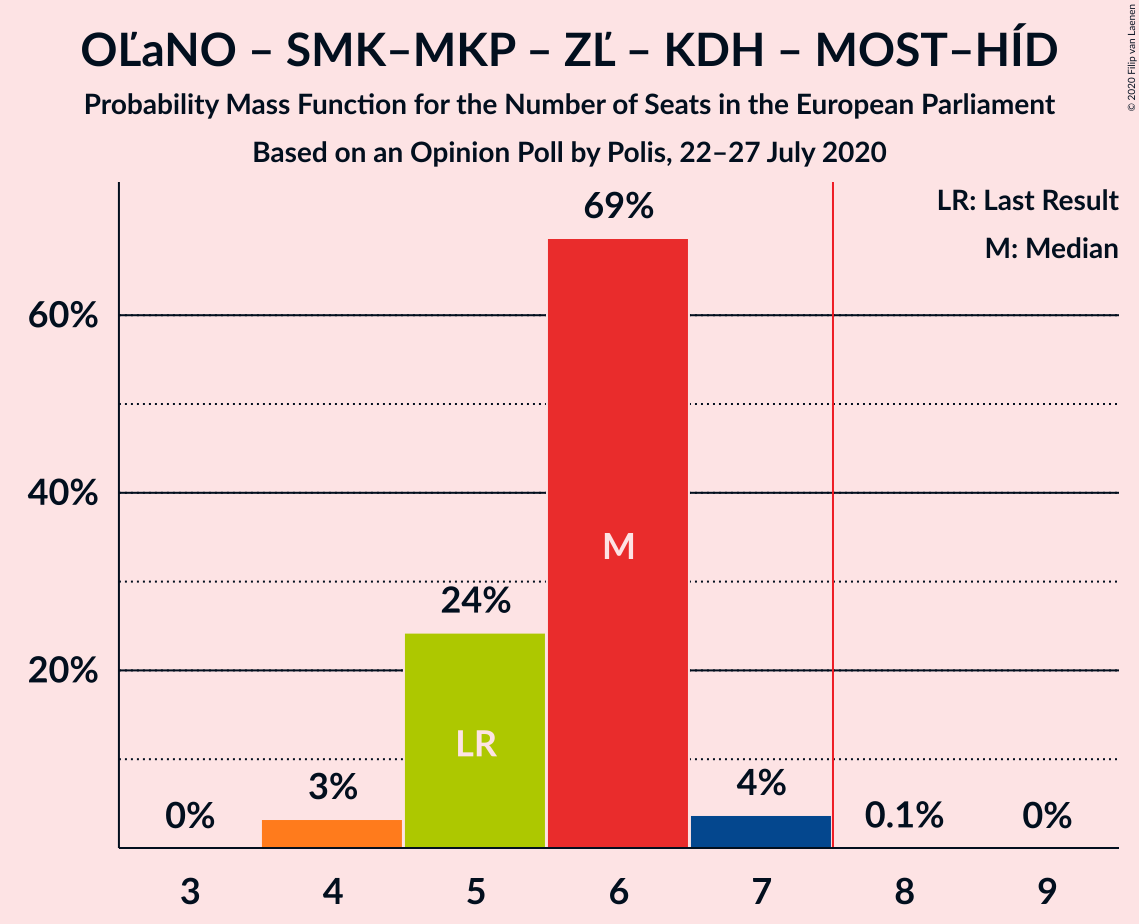 OĽaNO – SMK–MKP – ZĽ – KDH – MOST–HÍD
Probability Mass Function for the Number of Seats in the European Parliament
Based on an Opinion Poll by Polis, 22–27 July 2020
© 2020 Filip van Laenen
LR: Last Result
M: Median
69%
60%
40%
M
24%
20%
LR
3%
4%
0%
0.1%
0%
3 4 5 6 7 8 9